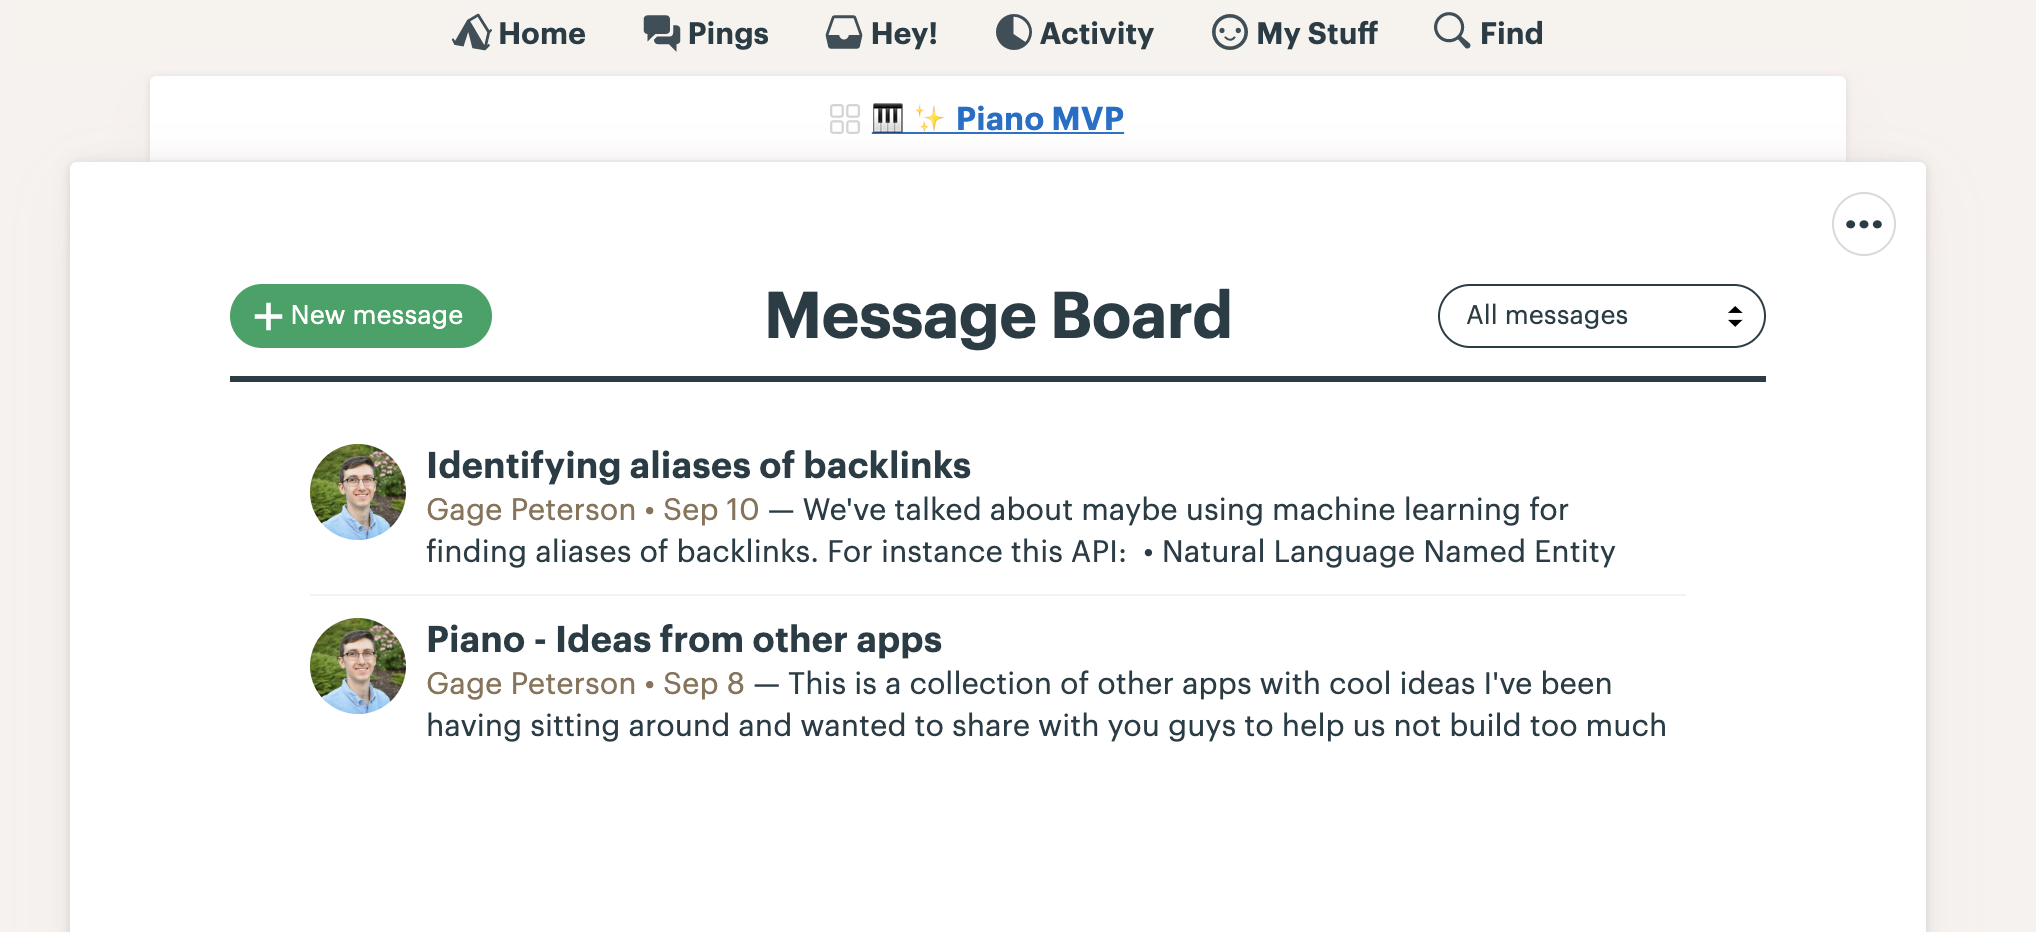 Home Pings Hey! Activity My Stuff Find
🎹 ✨ Piano MVP
+ New message
Message Board
All messages
Identifying aliases of backlinks
Gage Peterson • Sep 10 — We've talked about maybe using machine learning for
finding aliases of backlinks. For instance this API:  • Natural Language Named Entity
Piano - Ideas from other apps
Gage Peterson • Sep 8 — This is a collection of other apps with cool ideas I've been
having sitting around and wanted to share with you guys to help us not build too much